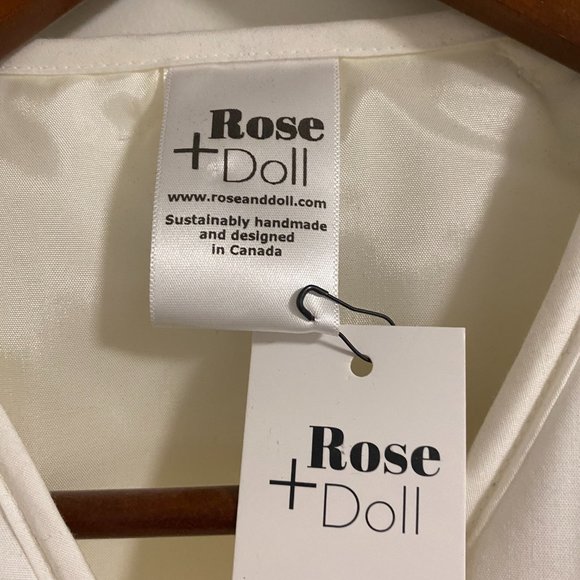 Rose
+Doll
www.roseanddoll.com
Sustainably handmade
and designed
in Canada
Rose
+Doll